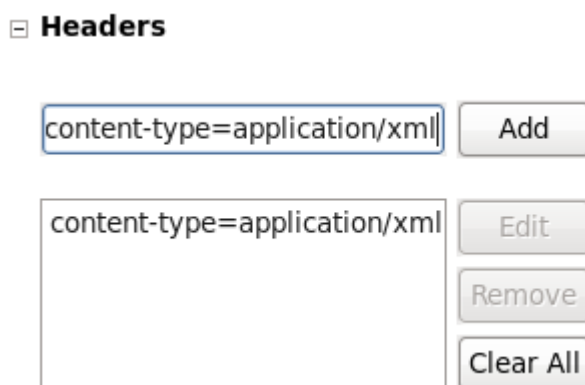 Headers
content-type=application/xml
Add
content-type=application/xml
Edit
Remove
Clear All